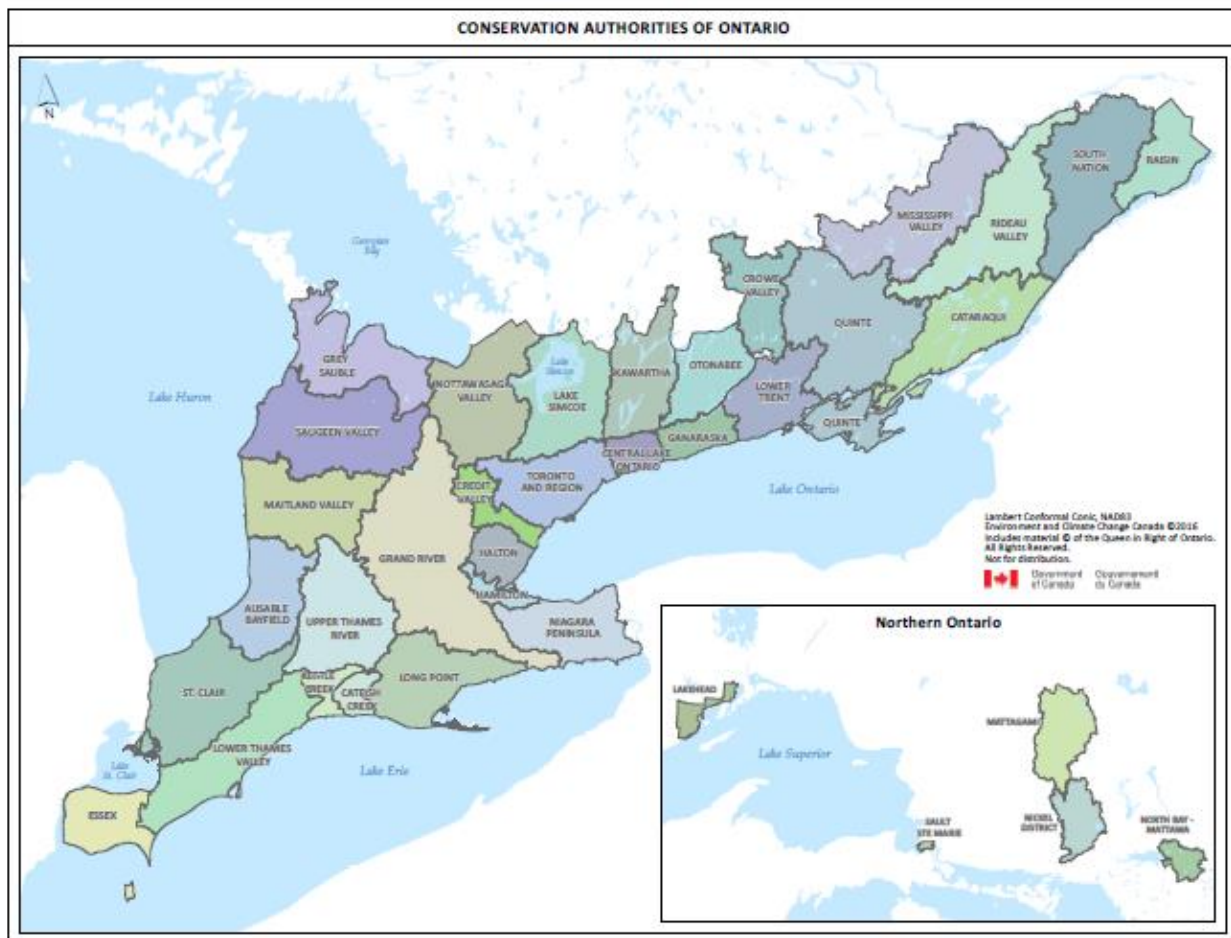 CONSERVATION AUTHORITIES OF ONTARIO
N
Georgian
Bay
Lake Huron
GREY
SAUBLE
SAUGEEN VALLEY
NOTTAWASAGA
VALLEY
Lake
Simcoe
LAKE
SIMCOE
KAWARTHA
OTONABEE
CROWE
VALLEY
QUINTE
MISSISSIPPI
VALLEY
RIDEAU
VALLEY
SOUTH
NATION
RAISIN
CATARAQUI
LOWER
TRENT
QUINTE
GANARASKA
CENTRAL LAKE
ONTARIO
TORONTO
AND REGION
CREDIT
VALLEY
MAITLAND VALLEY
GRAND RIVER
HALTON
HAMILTON
NIAGARA
PENINSULA
Lake Ontario
AUSABLE
BAYFIELD
UPPER THAMES
RIVER
ST. CLAIR
KETTLE
CREEK
CATFISH
CREEK
LONG POINT
LOWER THAMES
VALLEY
Lake
St. Clair
Lake Erie
ESSEX
Lambert Conformal Conic, NAD83
Environment and Climate Change Canada ©2016
Includes material © of the Queen in Right of Ontario.
All Rights Reserved.
Not for distribution.
Government Gouvernement
of Canada du Canada
Northern Ontario
LAKEHEAD
Lake Superior
MATTAGAMI
SAULT
STE MARIE
NICKEL
DISTRICT
NORTH BAY -
MATTAWA